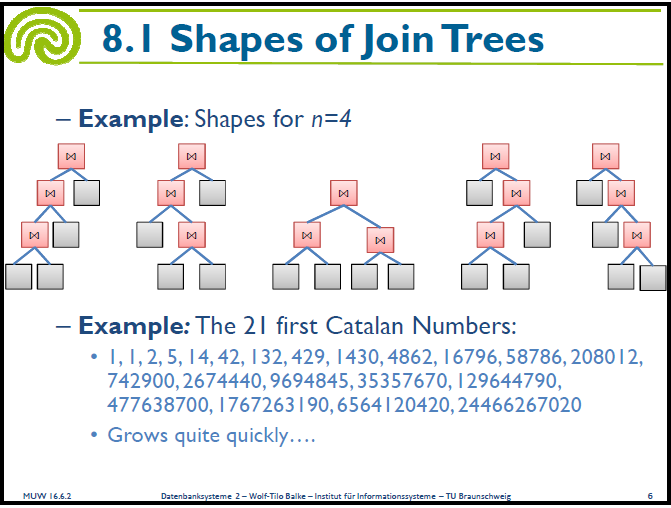 8.1 Shapes of Join Trees
– Example: Shapes for n=4
⋈ ⋈ ⋈ ⋈
⋈ ⋈ ⋈ ⋈ ⋈
⋈ ⋈ ⋈ ⋈ ⋈ ⋈
– Example: The 21 first Catalan Numbers:
• 1, 1, 2, 5, 14, 42, 132, 429, 1430, 4862, 16796, 58786, 208012,
742900, 2674440, 9694845, 35357670, 129644790,
477638700, 1767263190, 6564120420, 24466267020
• Grows quite quickly….
MUW 16.6.2 Datenbanksysteme 2 – Wolf-Tilo Balke – Institut für Informationssysteme – TU Braunschweig 6